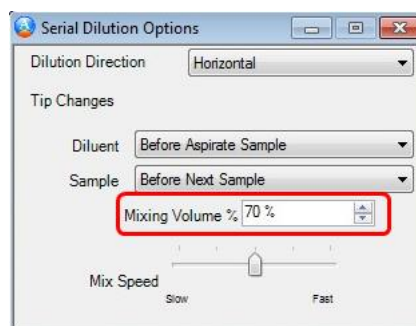 Serial Dilution Options
Dilution Direction Horizontal
Tip Changes
Diluent Before Aspirate Sample
Sample Before Next Sample
Mixing Volume % 70 %
Mix Speed
Slow Fast